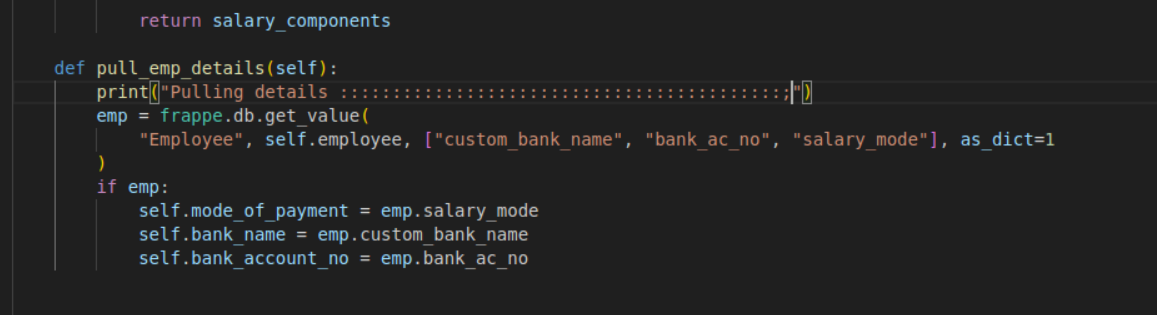 return salary_components
def pull_emp_details(self):
print("Pulling details ::::::::::::::::::::::::::::::::::::::::::;")
emp = frappe.db.get_value(
"Employee", self.employee, ["custom_bank_name", "bank_ac_no", "salary_mode"], as_dict=1
)
if emp:
self.mode_of_payment = emp.salary_mode
self.bank_name = emp.custom_bank_name
self.bank_account_no = emp.bank_ac_no